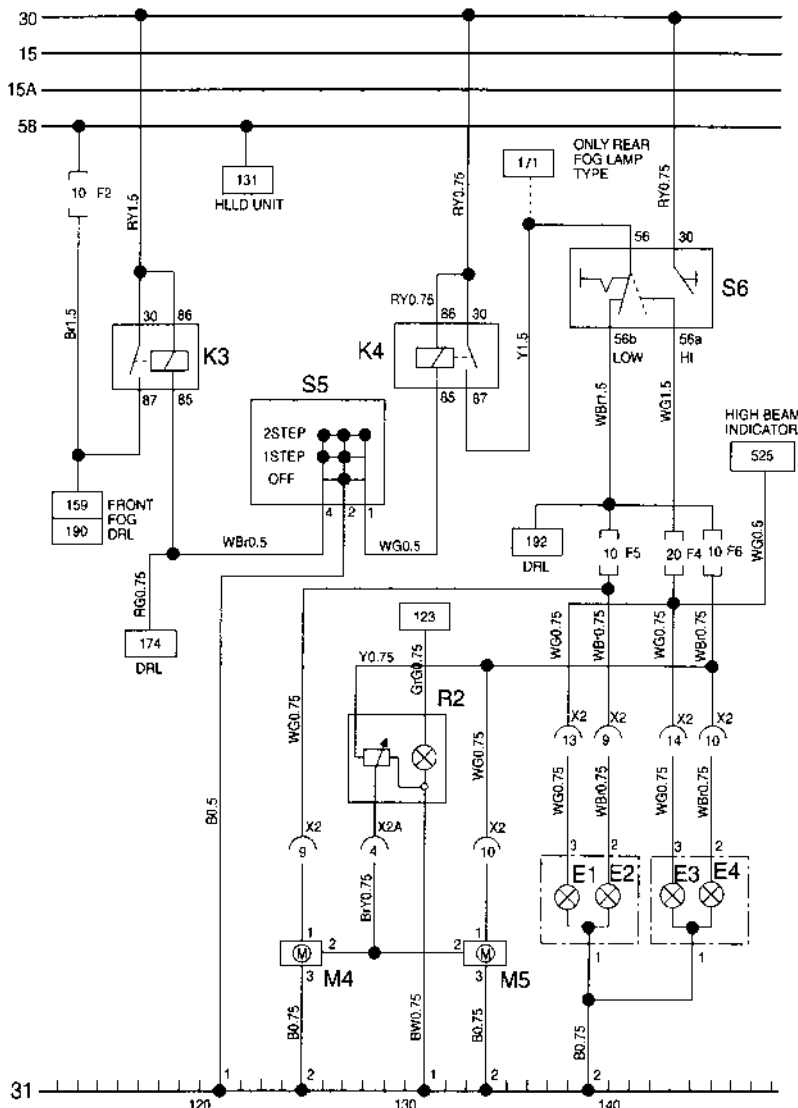 30
15
15A
58
10 F2
131
HLLD UNIT
171
ONLY REAR
FOG LAMP
TYPE
RY1.5
RY0.75
RY0.75
Br1.5
56 30
S6
56b 56a
LOW HI
30 86
K3
87 85
RY0.75
86 30
K4
85 87
Y1.5
S5
2STEP
1STEP
OFF
4 2 1
WBr1.5
WG1.5
HIGH BEAM
INDICATOR
525
WG0.5
159
190
FRONT
FOG
DRL
WBr0.5
WG0.5
192
DRL
10 F5
20 F4
10 F6
RG0.75
174
DRL
123
Y0.75
GrG0.75
R2
WG0.75
WG0.75
WG0.75
WBr0.75
WG0.75
WBr0.75
X2
13
X2
9
X2
14
X2
10
B0.5
X2
9
X2A
4
X2
10
WG0.75
WBr0.75
WG0.75
WBr0.75
3 2
E1 E2
1
3 2
E3 E4
1
BrY0.75
1
M
2
3
M4
1
2
M
3
M5
B0.75
BW0.75
B0.75
B0.75
31
1 2 1 2 2
120 130 140